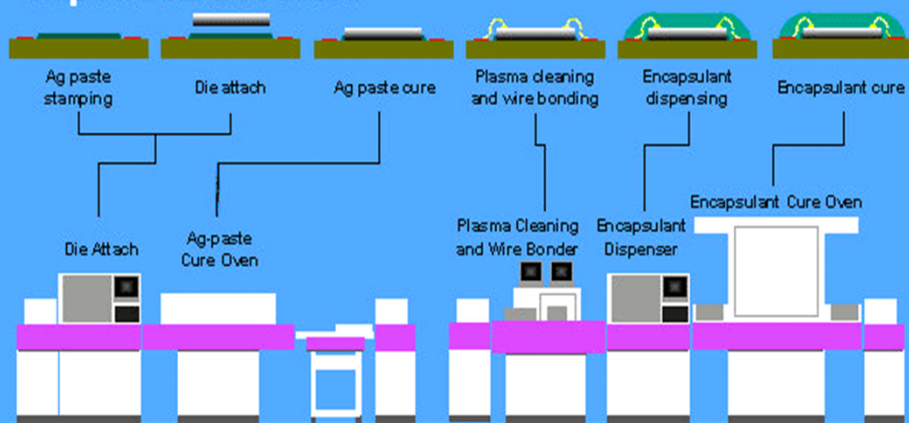 Ag paste
stamping
Die attach
Ag paste cure
Plasma cleaning
and wire bonding
Encapsulant
dispensing
Encapsulant cure
Die Attach
Ag-paste
Cure Oven
Plasma Cleaning
and Wire Bonder
Encapsulant
Dispenser
Encapsulant Cure Oven